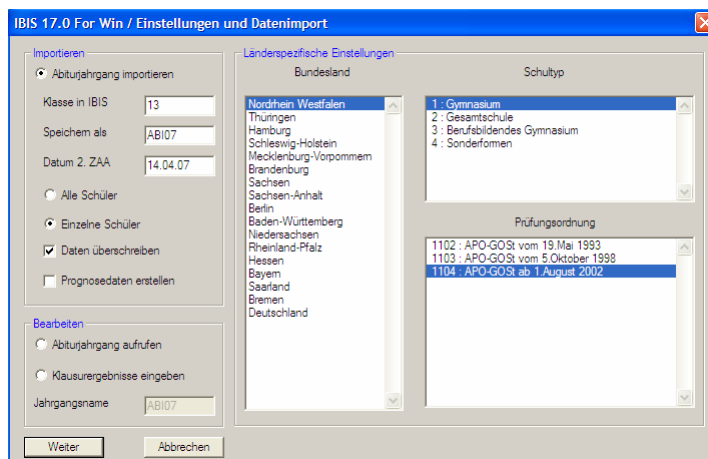 IBIS 17.0 For Win / Einstellungen und Datenimport
Importieren
Abiturjahrgang importieren
Klasse in IBIS 13
Speichern als ABI07
Datum 2. ZAA 14.04.07
Alle Schüler
Einzelne Schüler
Daten überschreiben
Prognosedaten erstellen
Bearbeiten
Abiturjahrgang aufrufen
Klausurergebnisse eingeben
Jahrgangsname ABI07
Weiter Abbrechen
Länderspezifische Einstellungen
Bundesland
Nordrhein Westfalen
Thüringen
Hamburg
Schleswig-Holstein
Mecklenburg-Vorpommern
Brandenburg
Sachsen
Sachsen-Anhalt
Berlin
Baden-Württemberg
Niedersachsen
Rheinland-Pfalz
Hessen
Bayern
Saarland
Bremen
Deutschland
Schultyp
1 : Gymnasium
2 : Gesamtschule
3 : Berufsbildendes Gymnasium
4 : Sonderformen
Prüfungsordnung
1102 : APO-GOSt vom 19.Mai 1993
1103 : APO-GOSt vom 5.Oktober 1998
1104 : APO-GOSt ab 1.August 2002